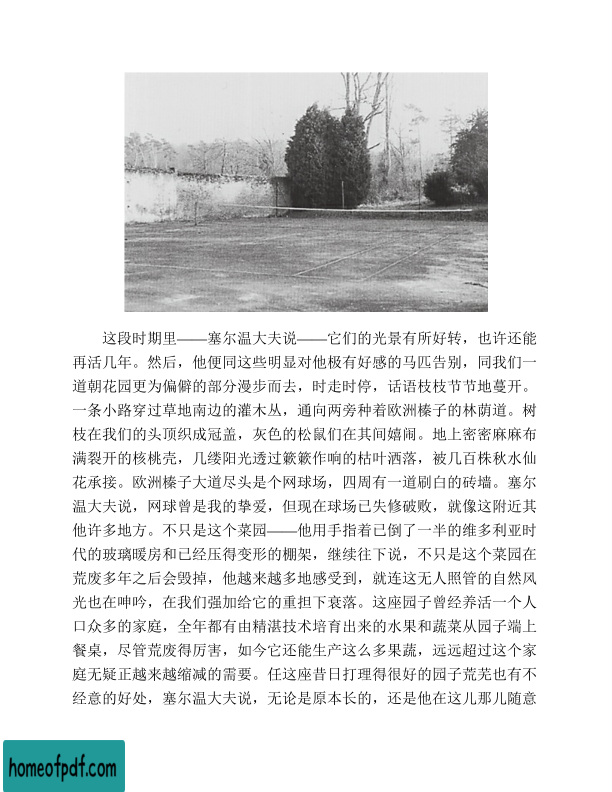 这段时期里——塞尔温大夫说——它们的光景有所好转，也许还能
再活几年。然后，他便同这些明显对他极有好感的马匹告别，同我们一
道朝花园更为偏僻的部分漫步而去，时走时停，话语枝枝节节地蔓开。
一条小路穿过草地南边的灌木丛，通向两旁种着欧洲榛子的林荫道。树
枝在我们的头顶织成冠盖，灰色的松鼠们在其间嬉闹。地上密密麻麻布
满裂开的核桃壳，几缕阳光透过簌簌作响的枯叶洒落，被几百株秋水仙
花承接。欧洲榛子大道尽头是个网球场，四周有一道刷白的砖墙。塞尔
温大夫说，网球曾是我的挚爱，但现在球场已失修破败，就像这附近其
他许多地方。不只是这个菜园——他用手指着已倒了一半的维多利亚时
代的玻璃暖房和已经压得变形的棚架，继续往下说，不只是这个菜园在
荒废多年之后会毁掉，他越来越多地感受到，就连这无人照管的自然风
光也在呻吟，在我们强加给它的重担下衰落。这座园子曾经养活一个人
口众多的家庭，全年都有由精湛技术培育出来的水果和蔬菜从园子端上
餐桌，尽管荒废得厉害，如今它还能生产这么多果蔬，远远超过这个家
庭无疑正越来越缩减的需要。任这座昔日打理得很好的园子荒芜也有不
经意的好处，塞尔温大夫说，无论是原本长的，还是他在这儿那儿随意
homeofpdf.com